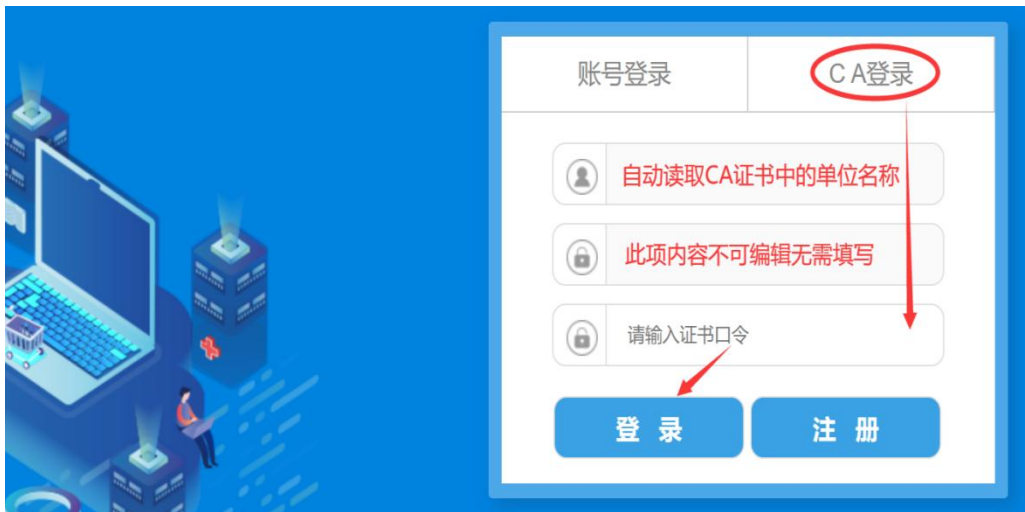 账号登录
CA登录
自动读取CA证书中的单位名称
此项内容不可编辑无需填写
请输入证书口令
登录
注册